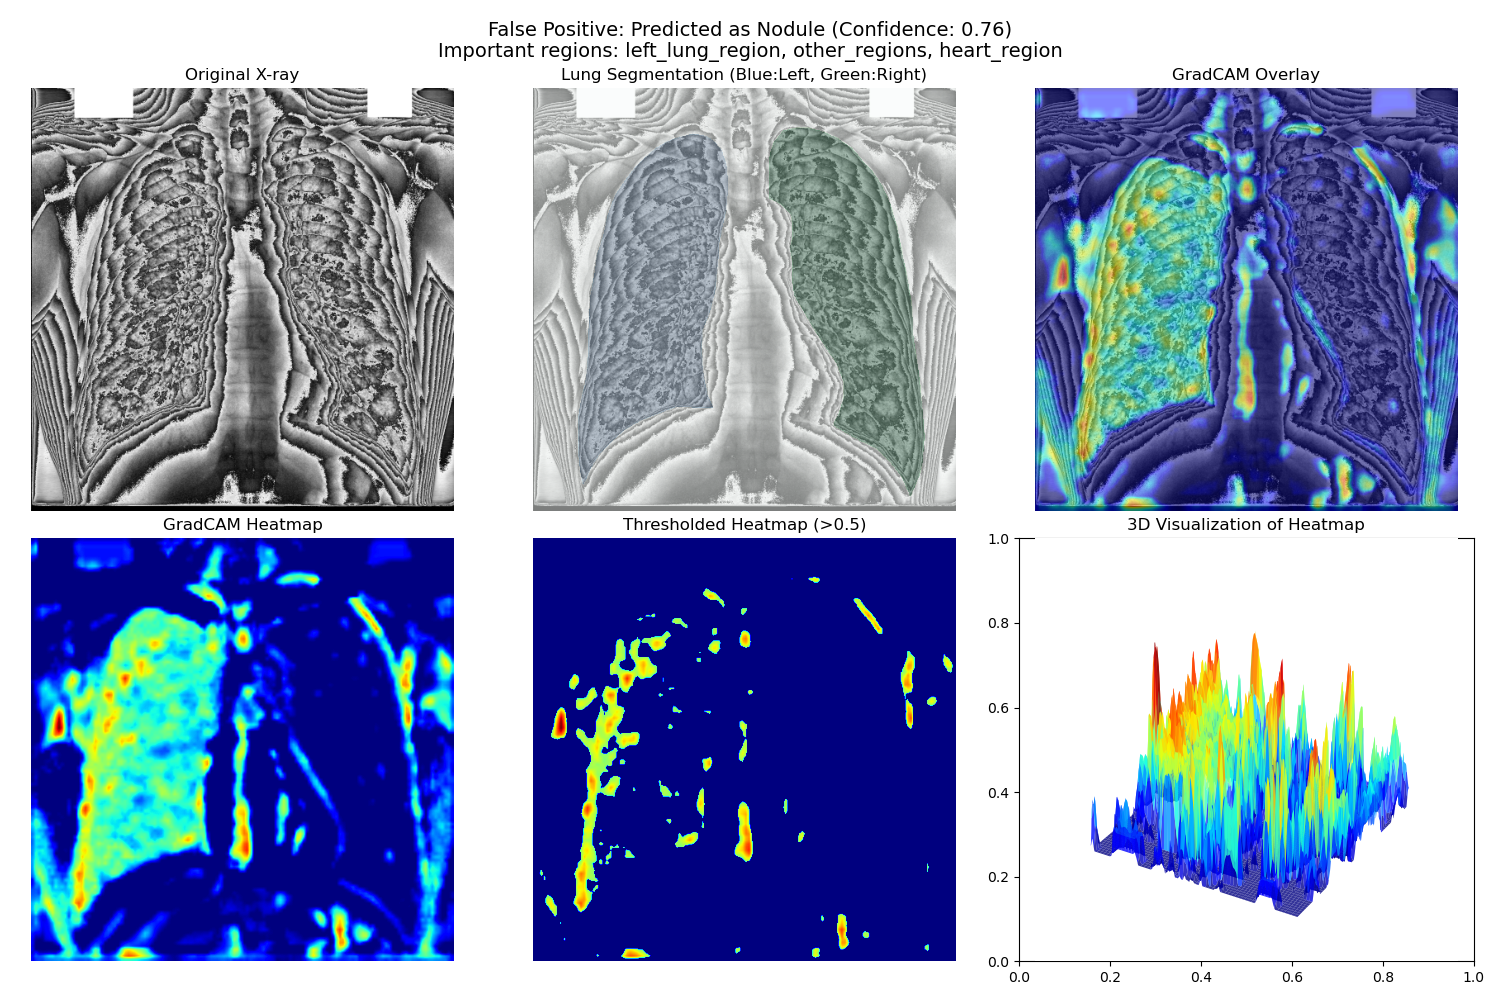 False Positive: Predicted as Nodule (Confidence: 0.76)
Important regions: left_lung_region, other_regions, heart_region
Original X-ray
Lung Segmentation (Blue:Left, Green:Right)
GradCAM Overlay
GradCAM Heatmap
Thresholded Heatmap (>0.5)
3D Visualization of Heatmap
1.0
0.8
0.6
0.4
0.2
0.0
0.0 0.2 0.4 0.6 0.8 1.0